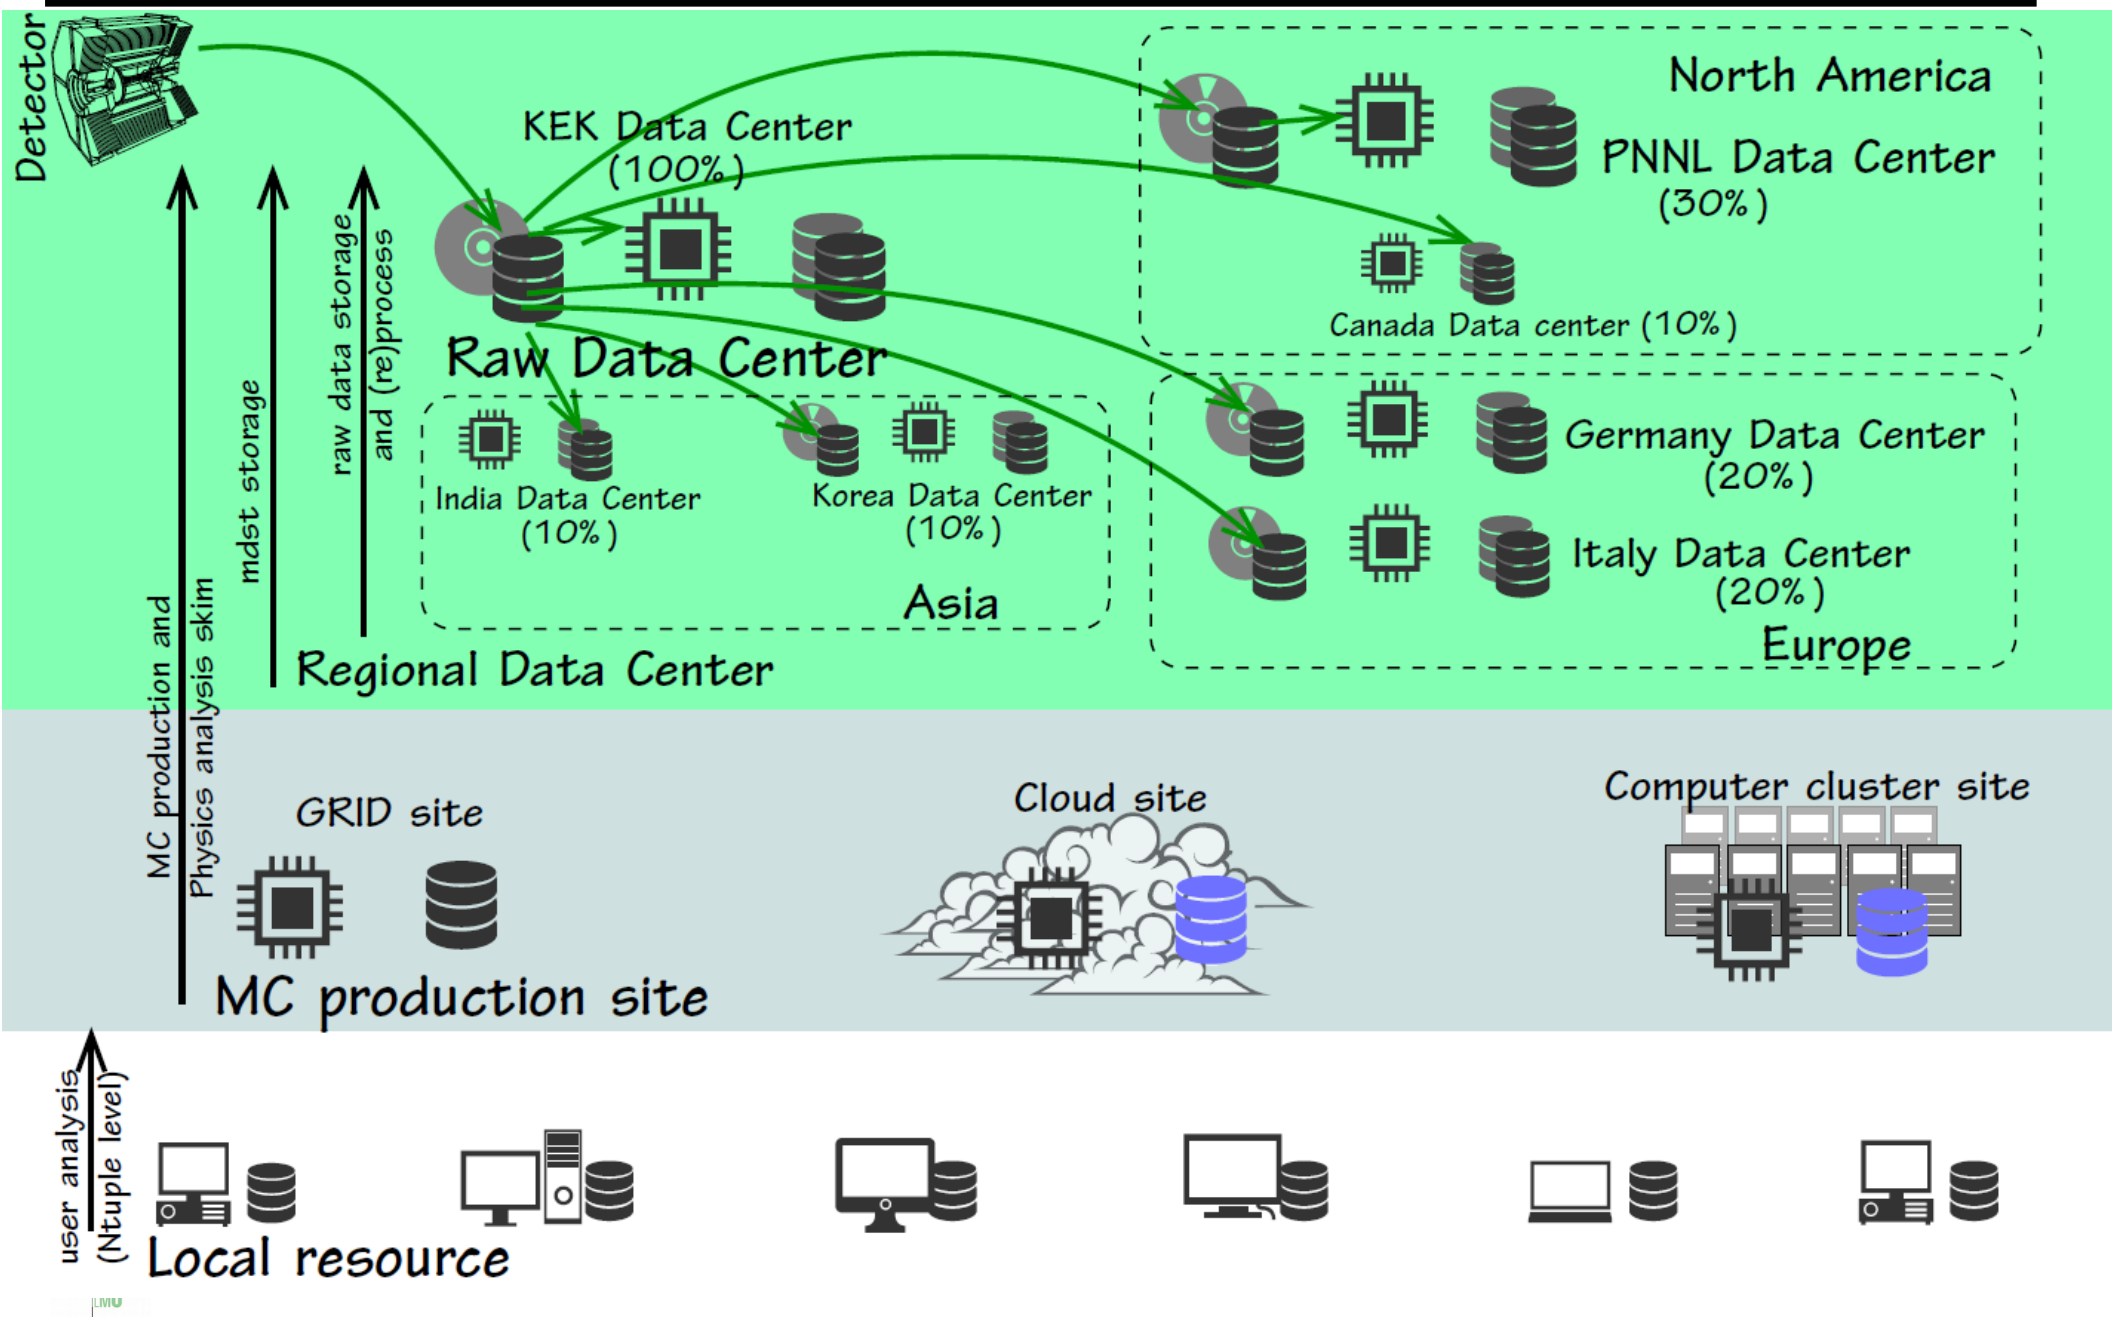 Detector
KEK Data Center
(100%)
Raw Data Center
North America
PNNL Data Center
(30%)
Canada Data center (10%)
India Data Center
(10%)
Korea Data Center
(10%)
Asia
Germany Data Center
(20%)
Italy Data Center
(20%)
Europe
Regional Data Center
raw data storage
and (re)process
mdst storage
MC production and
Physics analysis skim
GRID site
Cloud site
Computer cluster site
MC production site
user analysis
(Ntuple level)
Local resource
LMU